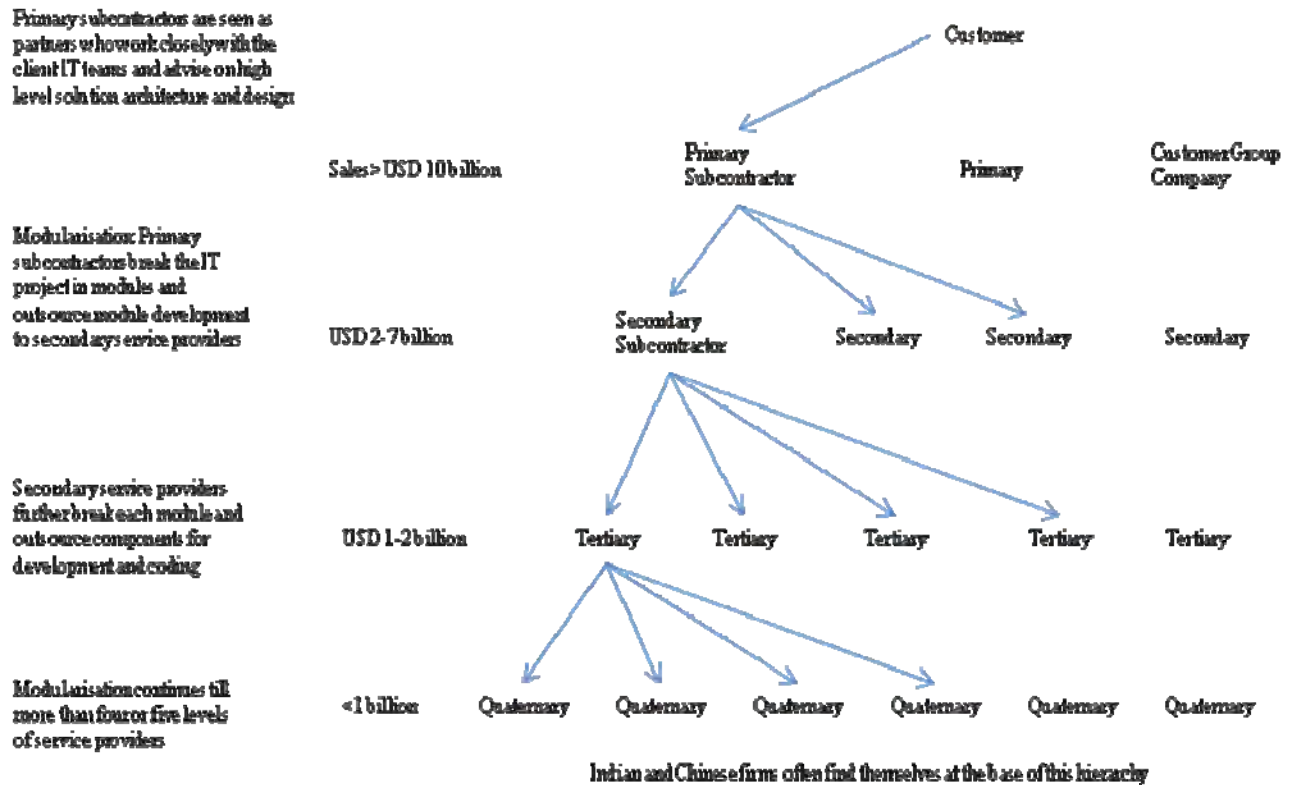 Primary subcontractors are seen as
partners who work closely with the
client IT teams and advise on high
level solution architecture and design
Customer
Sales> USD 10 billion
Primary
Subcontractor
Primary
Customer Group
Company
Modularisation: Primary
subcontractors break the IT
project in modules and
outsource module development
to secondary service providers
USD 2-7 billion
Secondary
Subcontractor
Secondary
Secondary
Secondary
Secondary service providers
further break each module and
outsource components for
development and coding
USD 1-2 billion
Tertiary
Tertiary
Tertiary
Tertiary
Tertiary
Modularisation continues till
more than four or five levels
of service providers
<1 billion
Quaternary
Quaternary
Quaternary
Quaternary
Quaternary
Quaternary
Indian and Chinese firms often find themselves at the base of this hierarchy